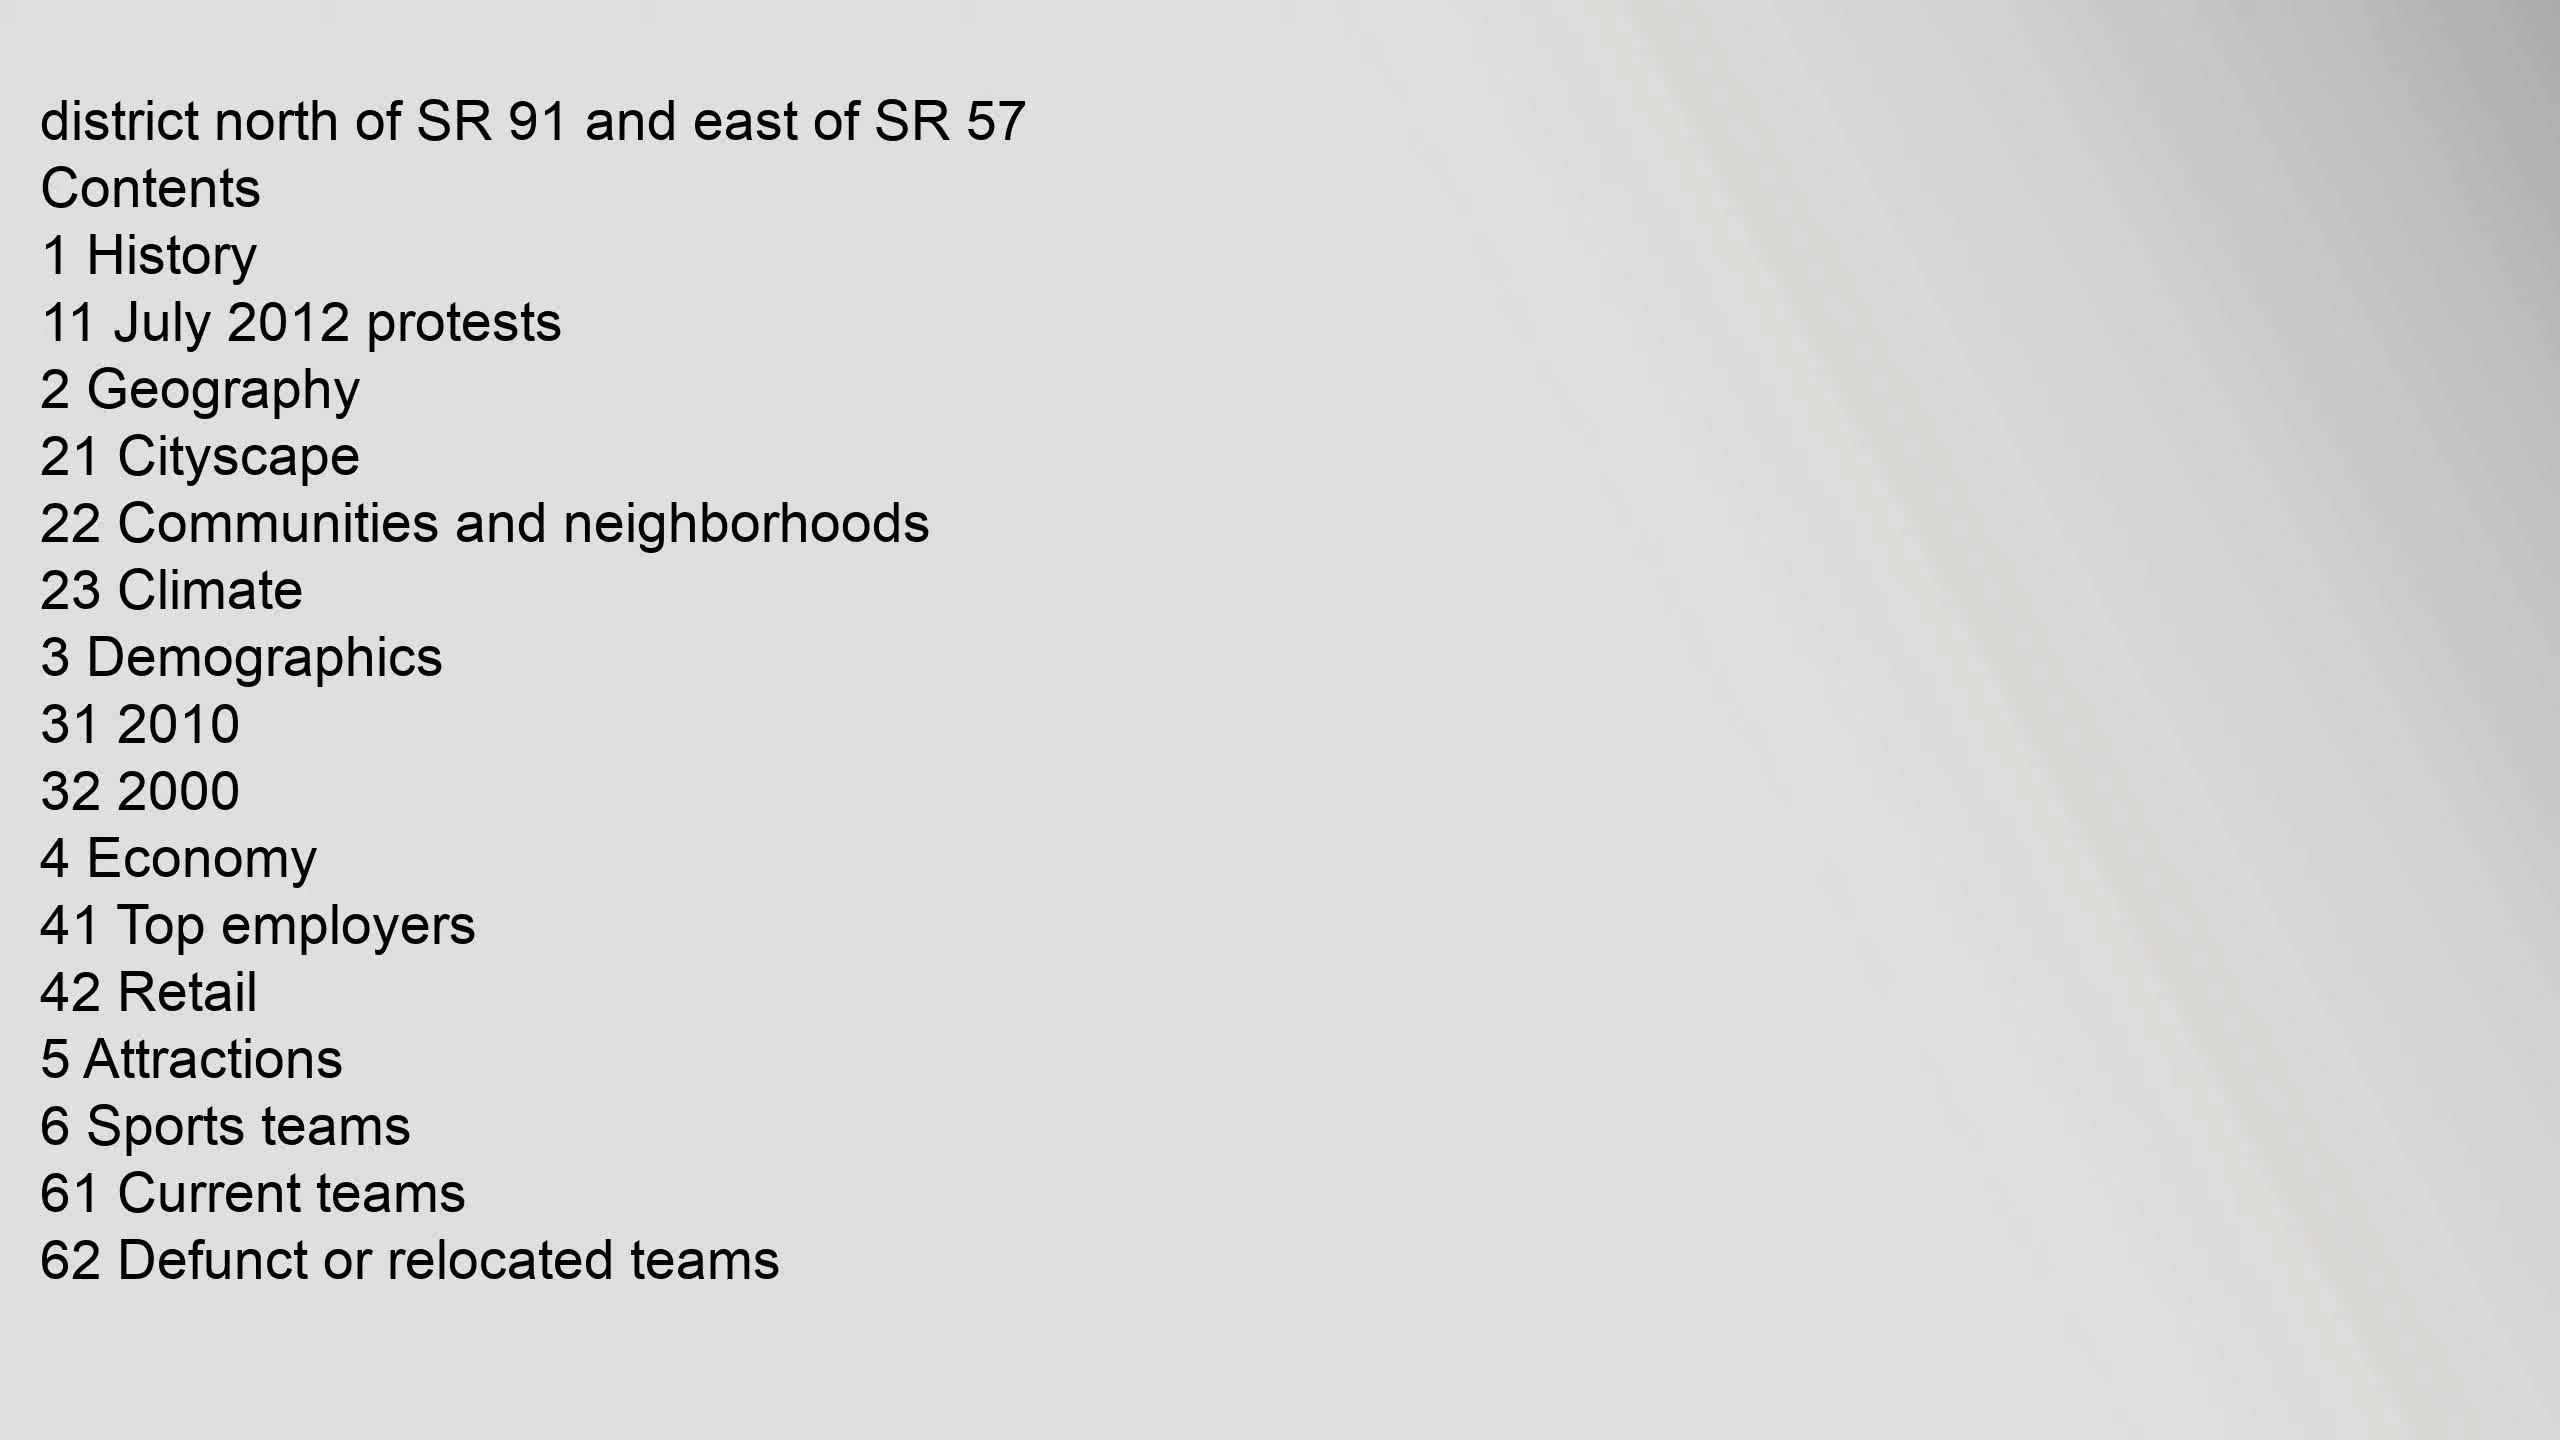 district north of SR 91 and east of SR 57
Contents
1 History
11 July 2012 protests
2 Geography
21 Cityscape
22 Communities and neighborhoods
23 Climate
3 Demographics
31 2010
32 2000
4 Economy
41 Top employers
42 Retail
5 Attractions
6 Sports teams
61 Current teams
62 Defunct or relocated teams